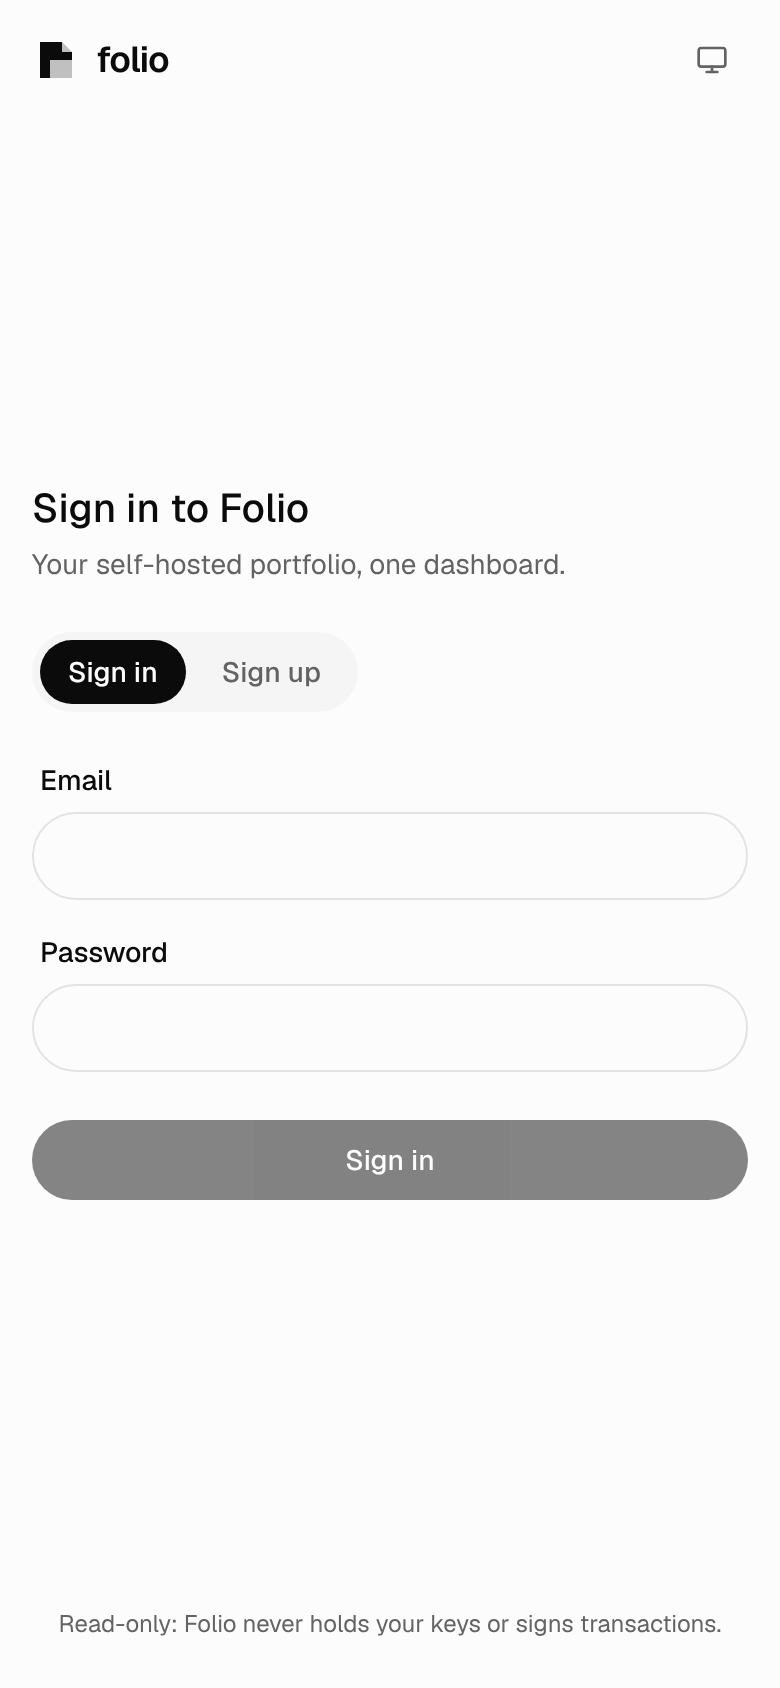 folio
Sign in to Folio
Your self-hosted portfolio, one dashboard.
Sign in Sign up
Email
Password
Sign in
Read-only: Folio never holds your keys or signs transactions.